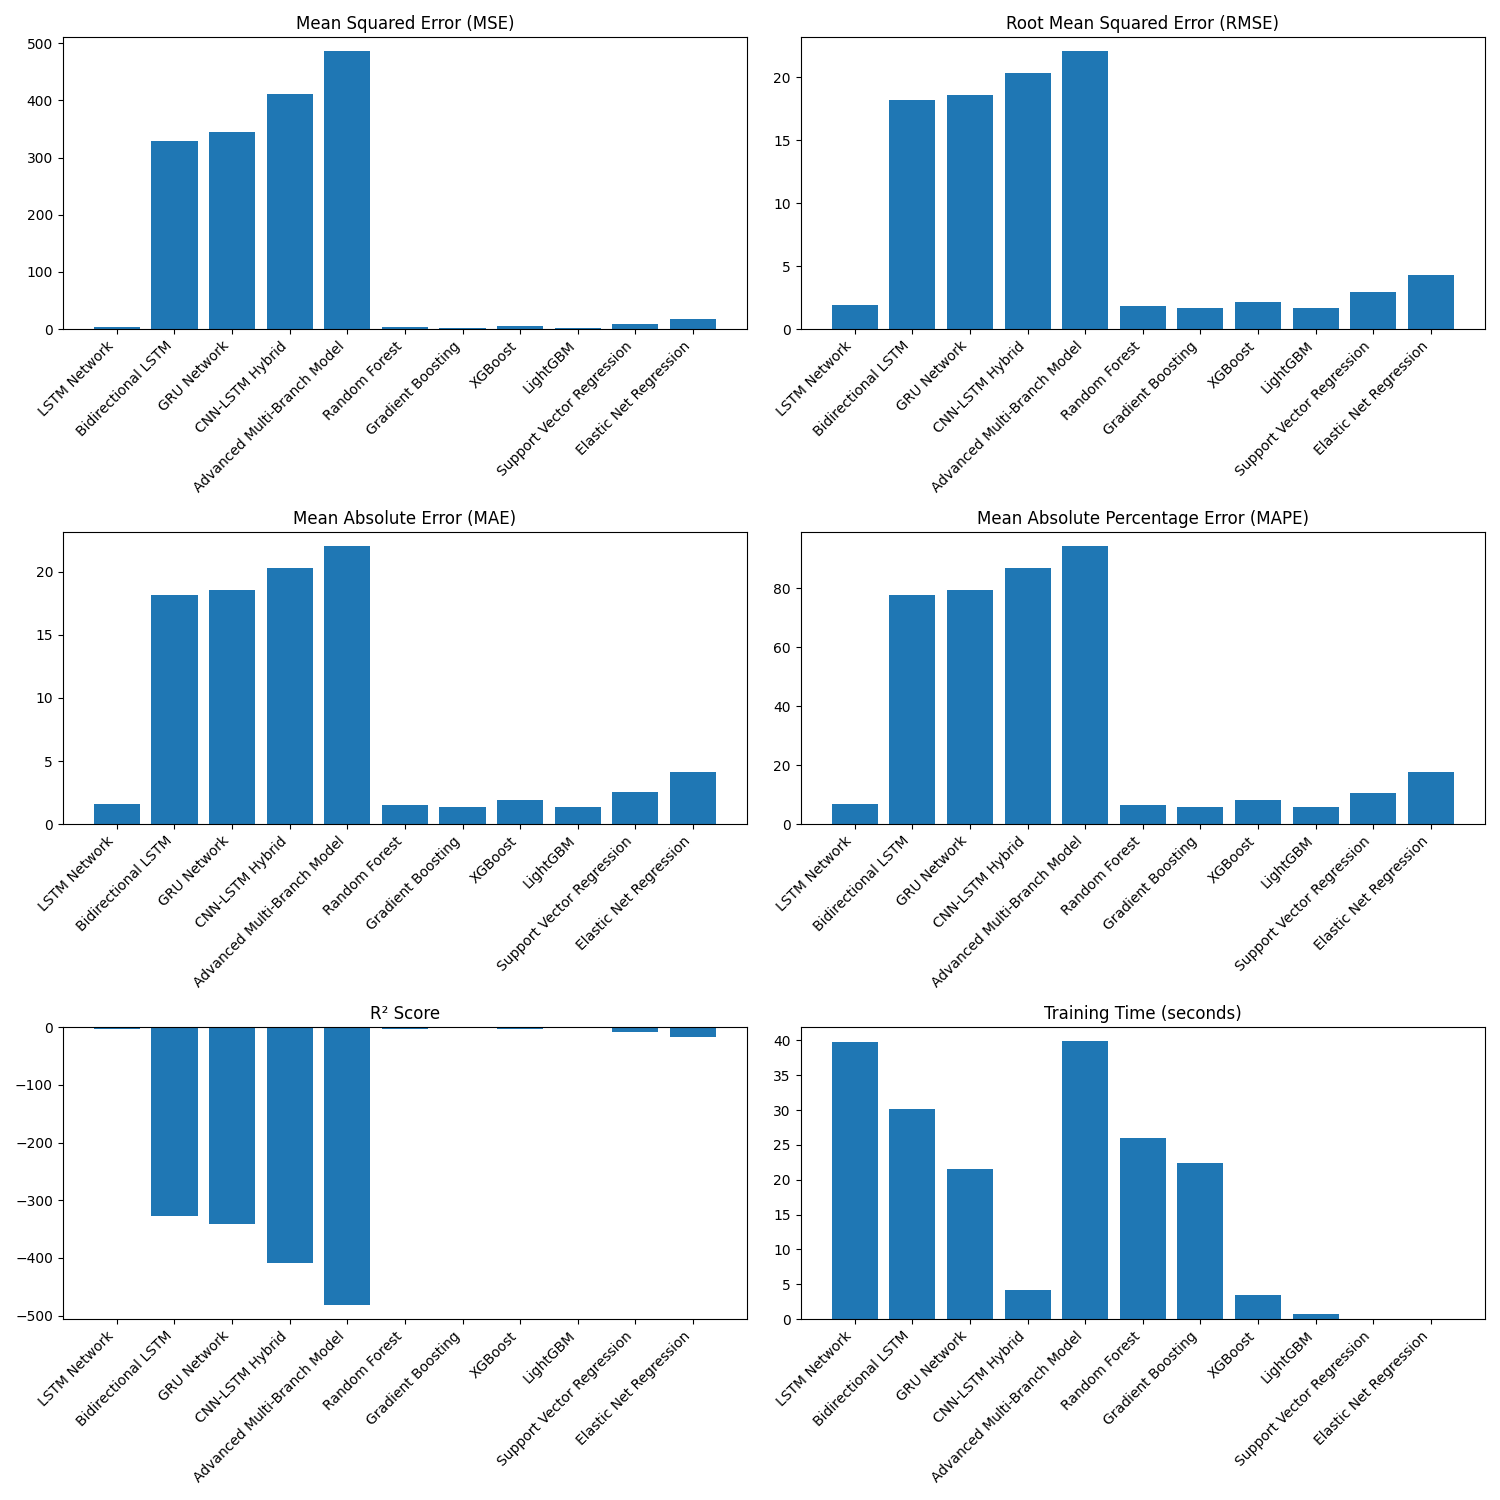 Mean Squared Error (MSE)
500
400
300
200
100
0
LSTM Network
Bidirectional LSTM
GRU Network
CNN-LSTM Hybrid
Advanced Multi-Branch Model
Random Forest
Gradient Boosting
XGBoost
LightGBM
Support Vector Regression
Elastic Net Regression
Root Mean Squared Error (RMSE)
20
15
10
5
0
LSTM Network
Bidirectional LSTM
GRU Network
CNN-LSTM Hybrid
Advanced Multi-Branch Model
Random Forest
Gradient Boosting
XGBoost
LightGBM
Support Vector Regression
Elastic Net Regression
Mean Absolute Error (MAE)
20
15
10
5
0
LSTM Network
Bidirectional LSTM
GRU Network
CNN-LSTM Hybrid
Advanced Multi-Branch Model
Random Forest
Gradient Boosting
XGBoost
LightGBM
Support Vector Regression
Elastic Net Regression
Mean Absolute Percentage Error (MAPE)
80
60
40
20
0
LSTM Network
Bidirectional LSTM
GRU Network
CNN-LSTM Hybrid
Advanced Multi-Branch Model
Random Forest
Gradient Boosting
XGBoost
LightGBM
Support Vector Regression
Elastic Net Regression
R² Score
0
−100
−200
−300
−400
−500
LSTM Network
Bidirectional LSTM
GRU Network
CNN-LSTM Hybrid
Advanced Multi-Branch Model
Random Forest
Gradient Boosting
XGBoost
LightGBM
Support Vector Regression
Elastic Net Regression
Training Time (seconds)
40
35
30
25
20
15
10
5
0
LSTM Network
Bidirectional LSTM
GRU Network
CNN-LSTM Hybrid
Advanced Multi-Branch Model
Random Forest
Gradient Boosting
XGBoost
LightGBM
Support Vector Regression
Elastic Net Regression